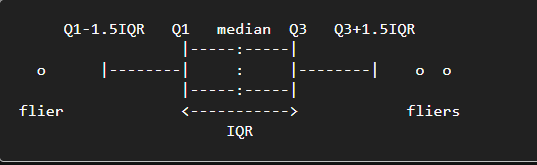 Q1-1.5IQR   Q1   median  Q3   Q3+1.5IQR
                  |-----:-----|
  o      |--------|     :     |--------|    o  o
                  |-----:-----|
flier             <----------->            fliers
                       IQR